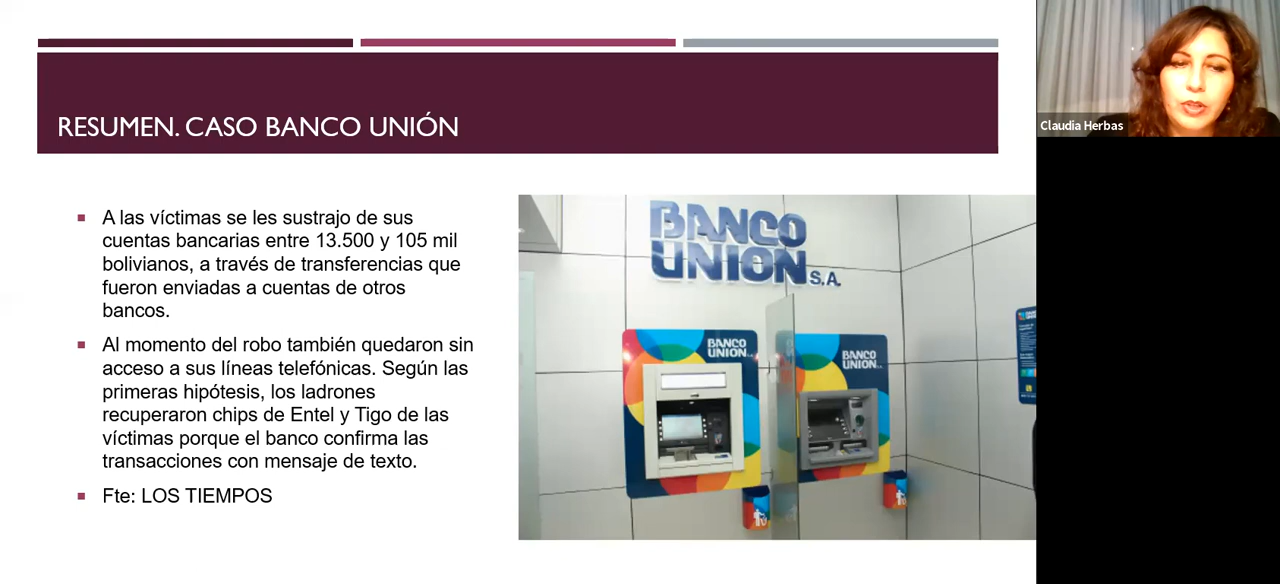 RESUMEN. CASO BANCO UNIÓN
A las víctimas se les sustrajo de sus
cuentas bancarias entre 13.500 y 105 mil
bolivianos, a través de transferencias que
fueron enviadas a cuentas de otros
bancos.
Al momento del robo también quedaron sin
acceso a sus líneas telefónicas. Según las
primeras hipótesis, los ladrones
recuperaron chips de Entel y Tigo de las
víctimas porque el banco confirma las
transacciones con mensaje de texto.
Fte: LOS TIEMPOS
BANCO
UNION S.A.
BANCO
UNION
BANCO
UNION
Claudia Herbas